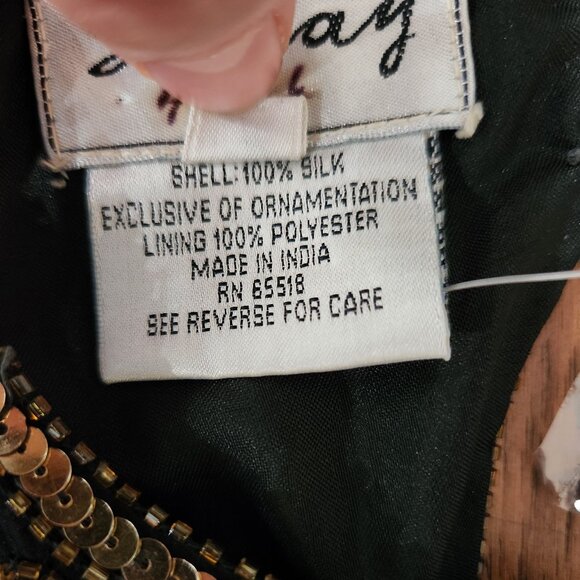 SHELL: 100% SILK
EXCLUSIVE OF ORNAMENTATION
LINING 100% POLYESTER
MADE IN INDIA
RN 65518
SEE REVERSE FOR CARE